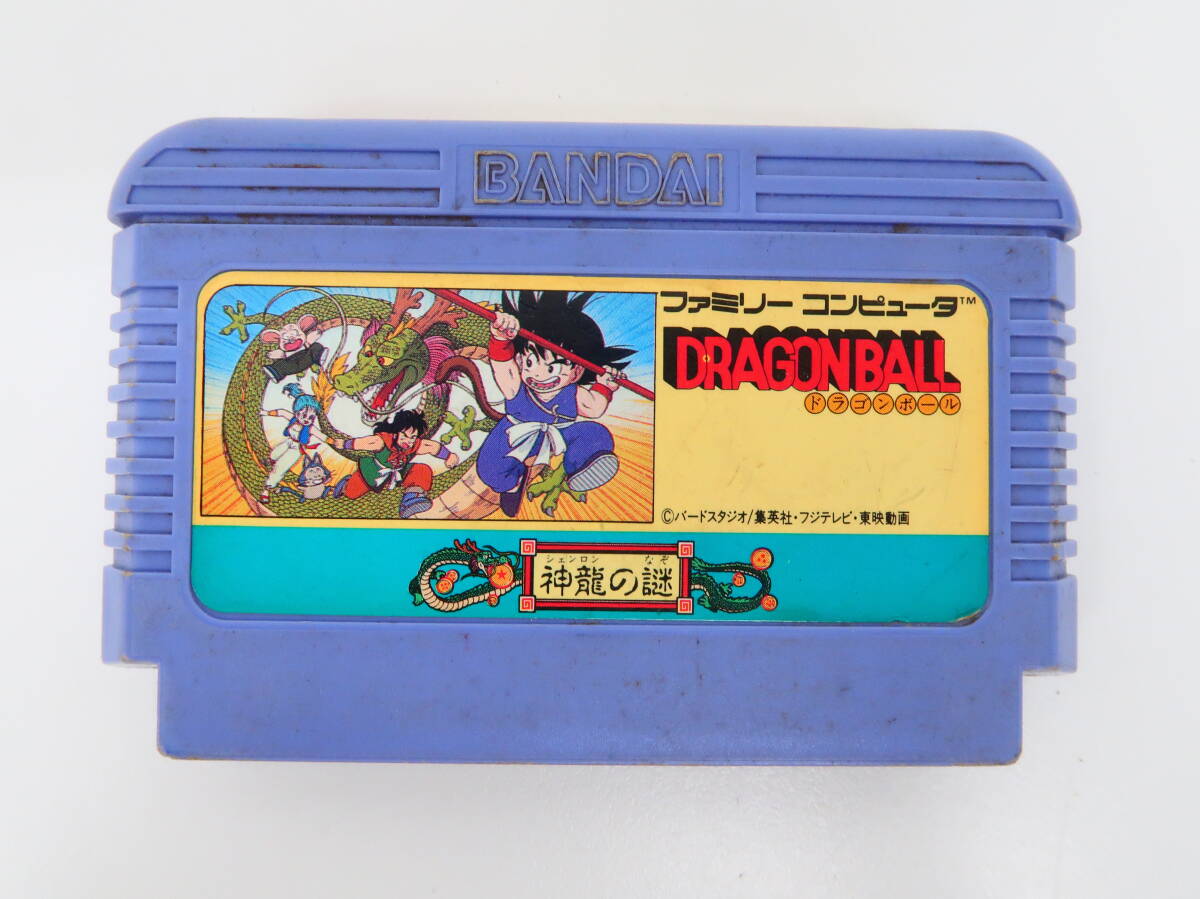 BANDAI
ファミリー コンピュータ™
DRAGONBALL
ドラゴンボール
©バードスタジオ/集英社・フジテレビ・東映動画
シェンロン なぞ
神龍の謎